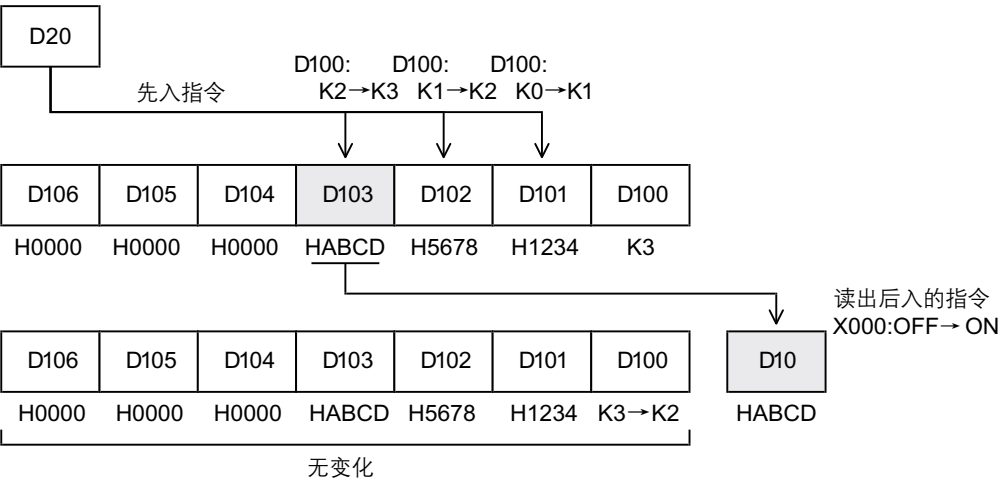 D20
D100: D100: D100:
先入指令 K2→K3 K1→K2 K0→K1
D106 D105 D104 D103 D102 D101 D100
H0000 H0000 H0000 HABCD H5678 H1234 K3
读出后入的指令
X000:OFF→ON
D106 D105 D104 D103 D102 D101 D100 D10
H0000 H0000 H0000 HABCD H5678 H1234 K3→K2 HABCD
无变化